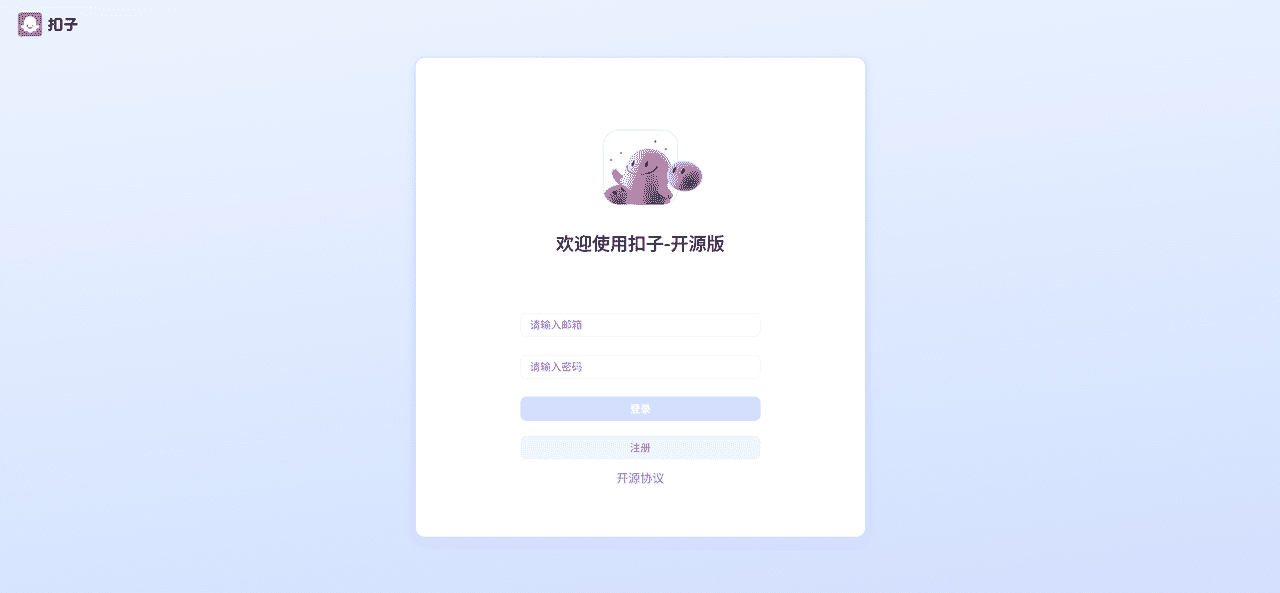 扣子
欢迎使用扣子-开源版
请输入邮箱
请输入密码
登录
注册
开源协议